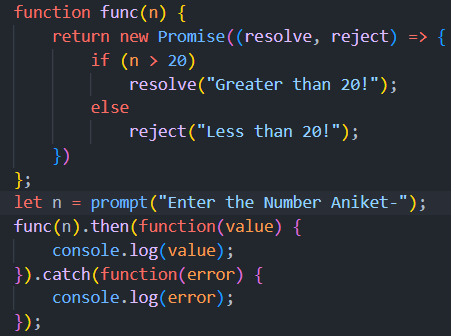 function func(n) {
    return new Promise((resolve, reject) => {
        if (n > 20)
            resolve("Greater than 20!");
        else
            reject("Less than 20!");
    })
};
let n = prompt("Enter the Number Aniket-");
func(n).then(function(value) {
    console.log(value);
}).catch(function(error) {
    console.log(error);
});